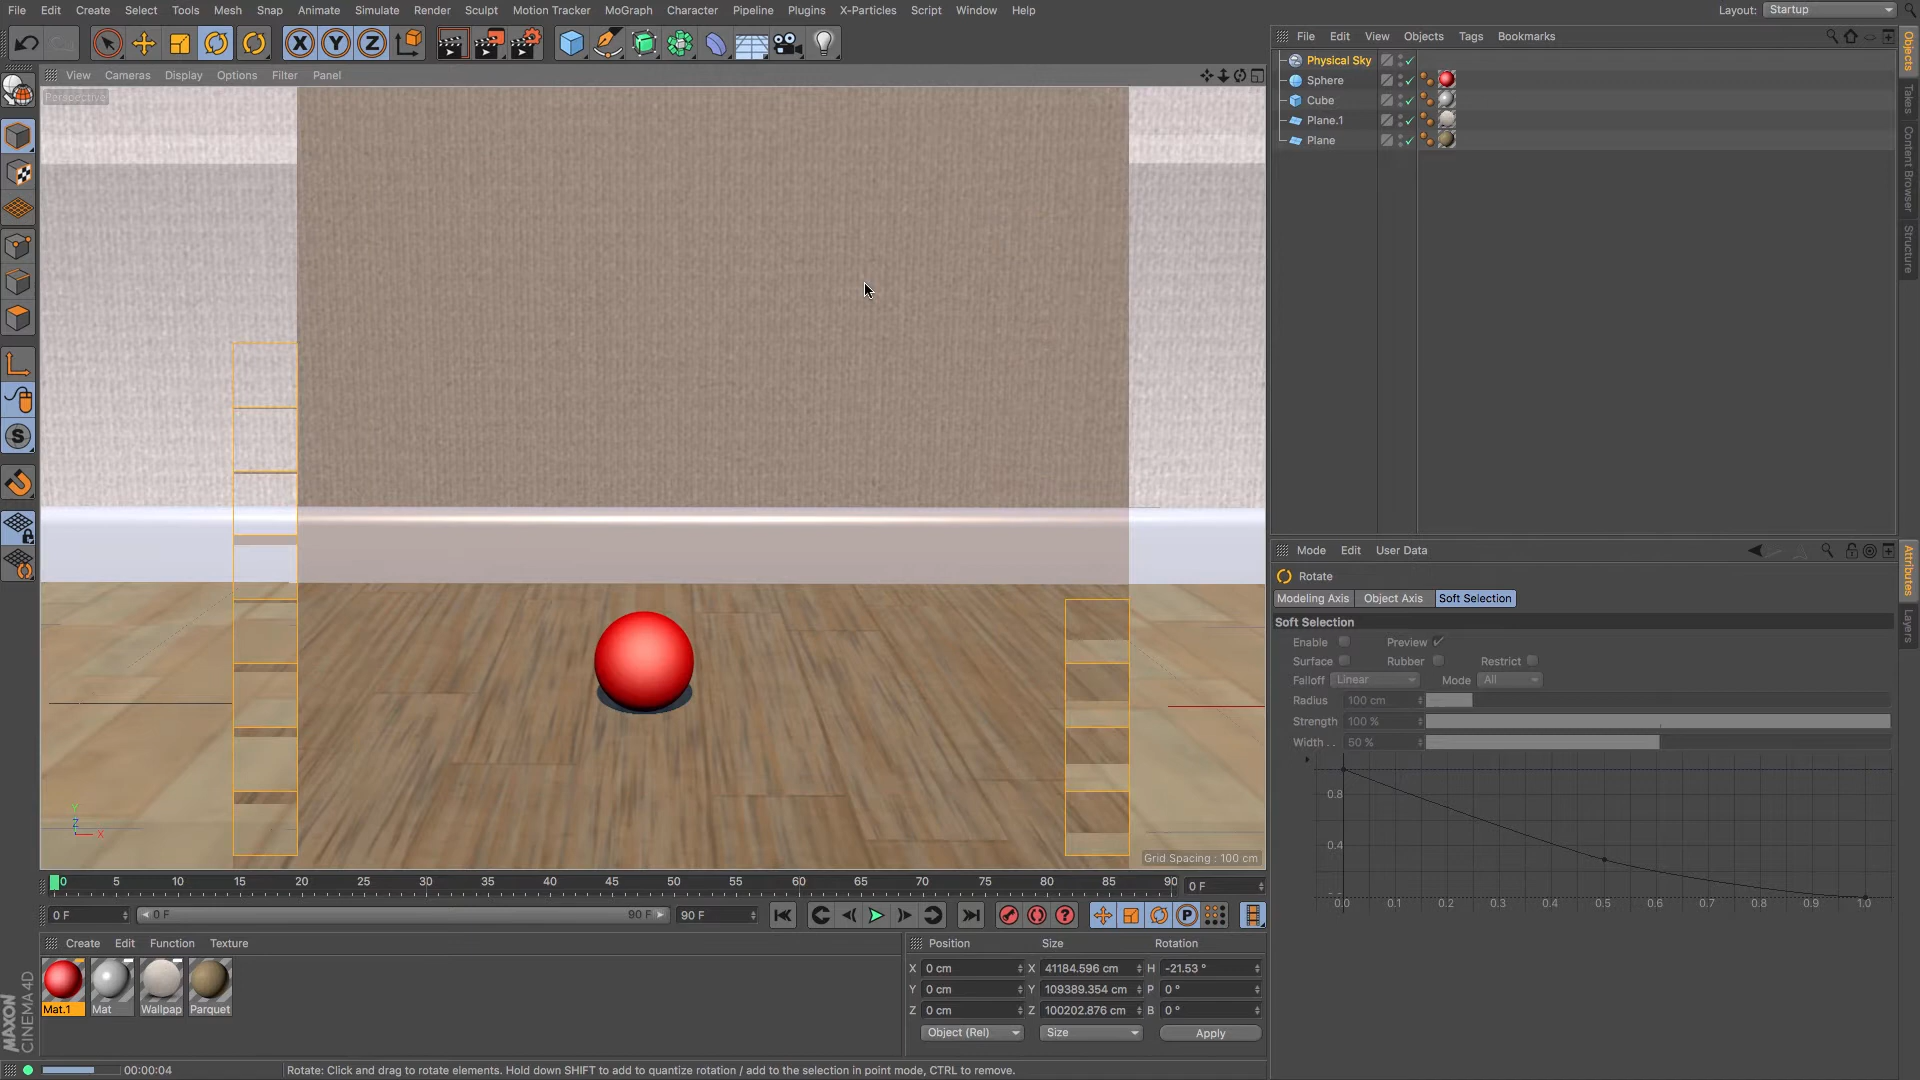 File Edit Create Select Tools Mesh Snap Animate Simulate Render Sculpt Motion Tracker MoGraph Character Pipeline Plugins X-Particles Script Window Help Layout: Startup
File Edit View Objects Tags Bookmarks
View Cameras Display Options Filter Panel
Perspective
Physical Sky
Sphere
Cube
Plane.1
Plane
Objects
Takes
Content Browser
Structure
Mode Edit User Data
Rotate
Modeling Axis Object Axis Soft Selection
Soft Selection
Enable Preview
Surface Rubber Restrict
Falloff Linear Mode All
Radius 100 cm
Strength 100 %
Width . . 50 %
0.8
0.4
0.0 0.1 0.2 0.3 0.4 0.5 0.6 0.7 0.8 0.9 1.0
Attributes
Layers
Y
Z
X
Grid Spacing : 100 cm
0 5 10 15 20 25 30 35 40 45 50 55 60 65 70 75 80 85 90 0 F
0 F 0 F 90 F 90 F
Create Edit Function Texture
Mat.1 Mat Wallpap Parquet
Position Size Rotation
X 0 cm X 41184.596 cm H -21.53 °
Y 0 cm Y 109389.354 cm P 0 °
Z 0 cm Z 100202.876 cm B 0 °
Object (Rel) Size Apply
MAXON
CINEMA 4D
00:00:04 Rotate: Click and drag to rotate elements. Hold down SHIFT to add to quantize rotation / add to the selection in point mode, CTRL to remove.